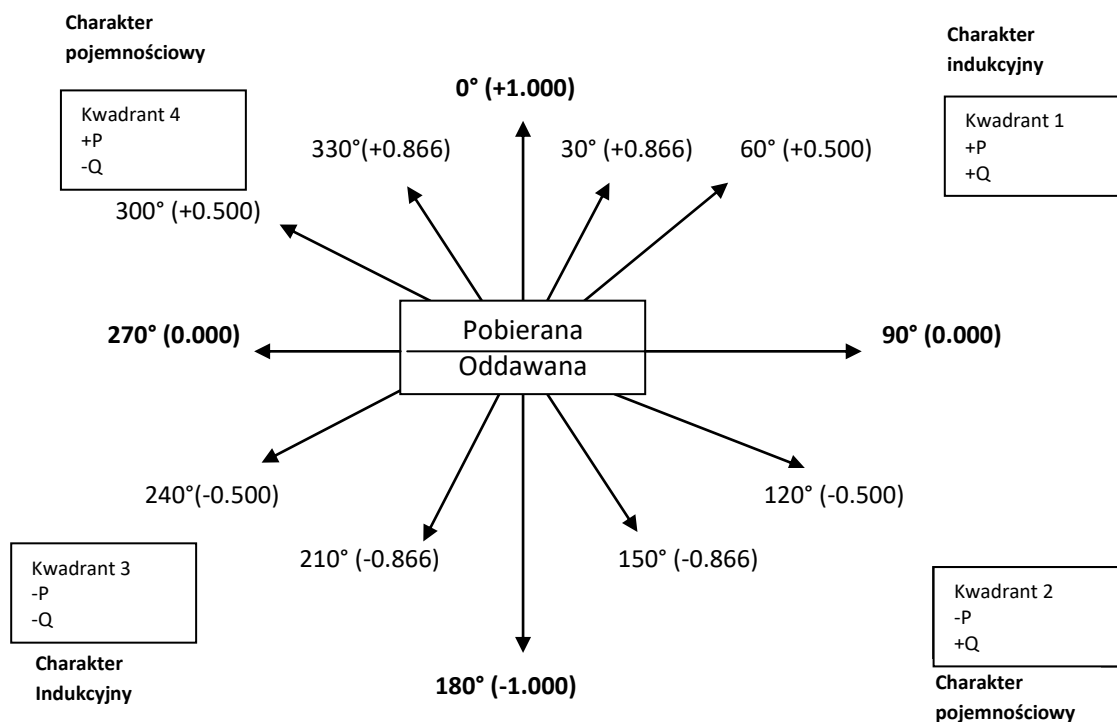 Charakter
pojemnościowy
Charakter
indukcyjny
0° (+1.000)
Kwadrant 4
+P
-Q
Kwadrant 1
+P
+Q
330°(+0.866)
30° (+0.866)
60° (+0.500)
300° (+0.500)
270° (0.000)
Pobierana
Oddawana
90° (0.000)
240°(-0.500)
120° (-0.500)
210° (-0.866)
150° (-0.866)
Kwadrant 3
-P
-Q
Kwadrant 2
-P
+Q
Charakter
Indukcyjny
180° (-1.000)
Charakter
pojemnościowy